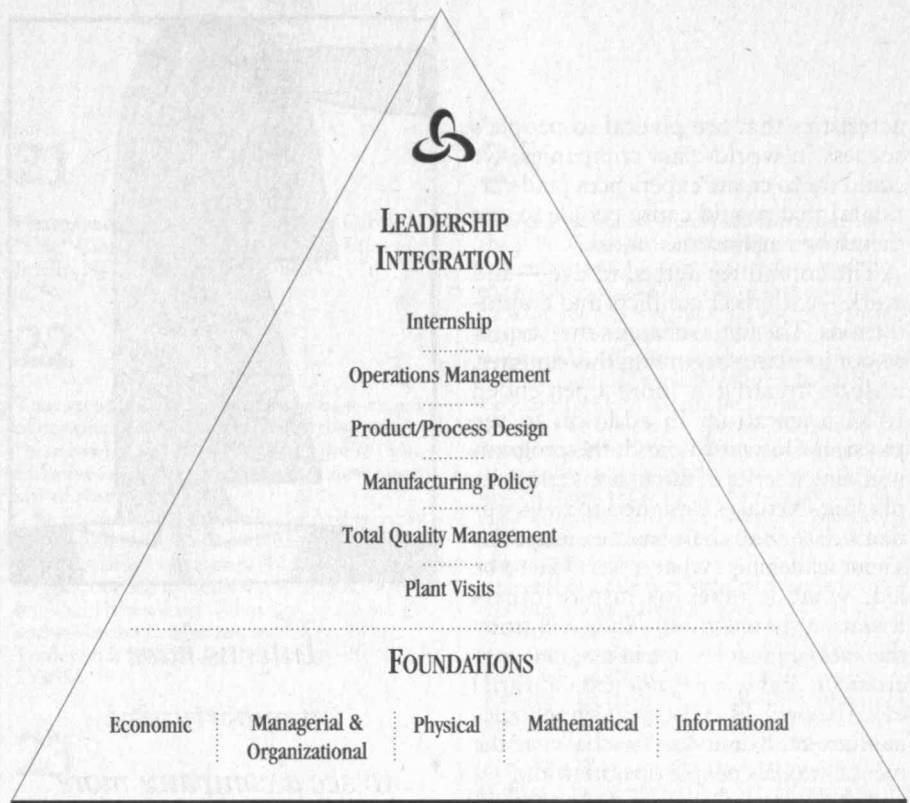 LEADERSHIP
INTEGRATION
Internship
Operations Management
Product/Process Design
Manufacturing Policy
Total Quality Management
Plant Visits
FOUNDATIONS
Economic
Managerial &
Organizational
Physical
Mathematical
Informational